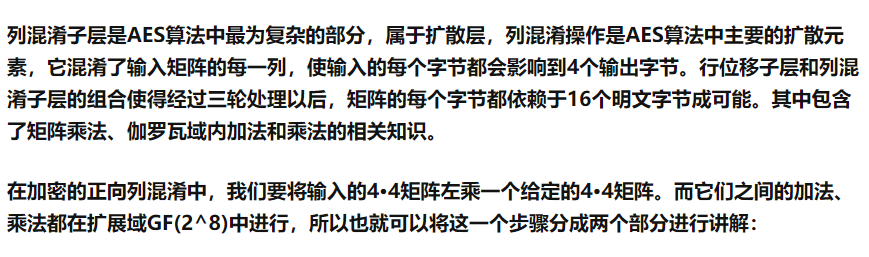 列混淆子层是AES算法中最为复杂的部分，属于扩散层，列混淆操作是AES算法中主要的扩散元
素，它混淆了输入矩阵的每一列，使输入的每个字节都会影响到4个输出字节。行位移子层和列混
淆子层的组合使得经过三轮处理以后，矩阵的每个字节都依赖于16个明文字节成可能。其中包含
了矩阵乘法、伽罗瓦域内加法和乘法的相关知识。
在加密的正向列混淆中，我们要将输入的4·4矩阵左乘一个给定的4·4矩阵。而它们之间的加法、
乘法都在扩展域GF(2^8)中进行，所以也就可以将这一个步骤分成两个部分进行讲解：